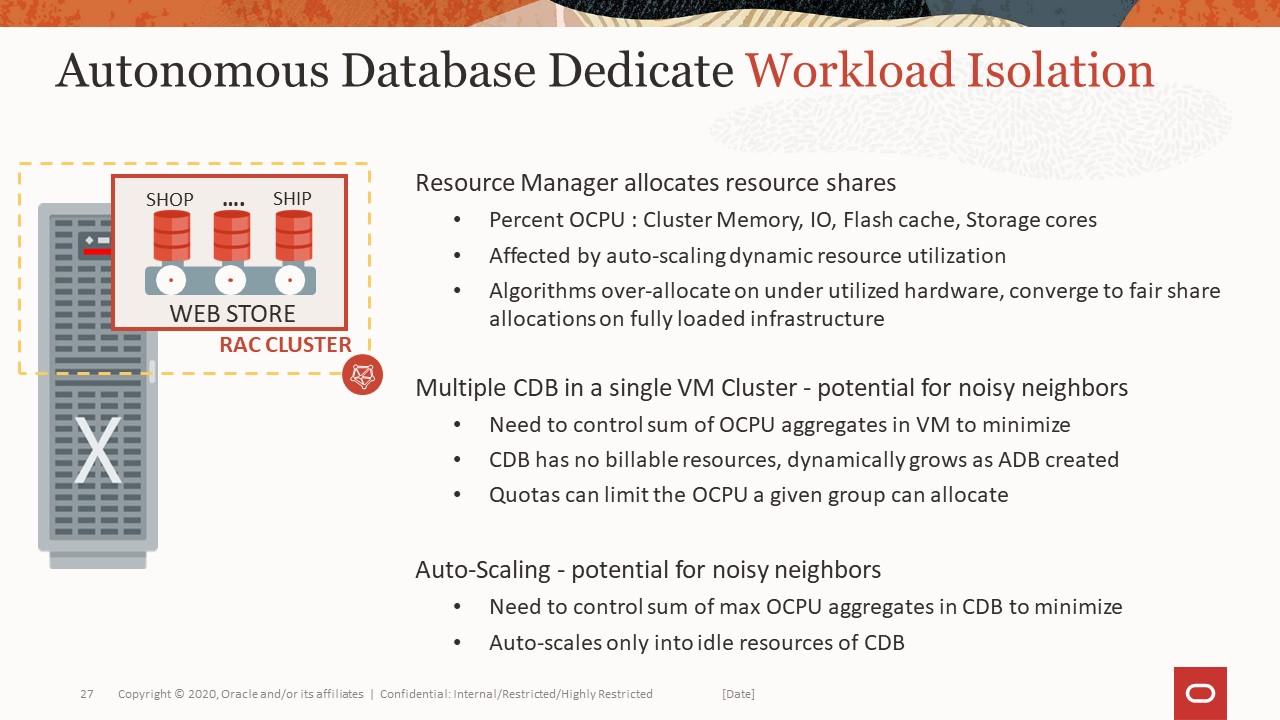 Autonomous Database Dedicate Workload Isolation
SHOP .... SHIP
WEB STORE
RAC CLUSTER
X
Resource Manager allocates resource shares
• Percent OCPU : Cluster Memory, IO, Flash cache, Storage cores
• Affected by auto-scaling dynamic resource utilization
• Algorithms over-allocate on under utilized hardware, converge to fair share
allocations on fully loaded infrastructure
Multiple CDB in a single VM Cluster - potential for noisy neighbors
• Need to control sum of OCPU aggregates in VM to minimize
• CDB has no billable resources, dynamically grows as ADB created
• Quotas can limit the OCPU a given group can allocate
Auto-Scaling - potential for noisy neighbors
• Need to control sum of max OCPU aggregates in CDB to minimize
• Auto-scales only into idle resources of CDB
27 Copyright © 2020, Oracle and/or its affiliates | Confidential: Internal/Restricted/Highly Restricted [Date]